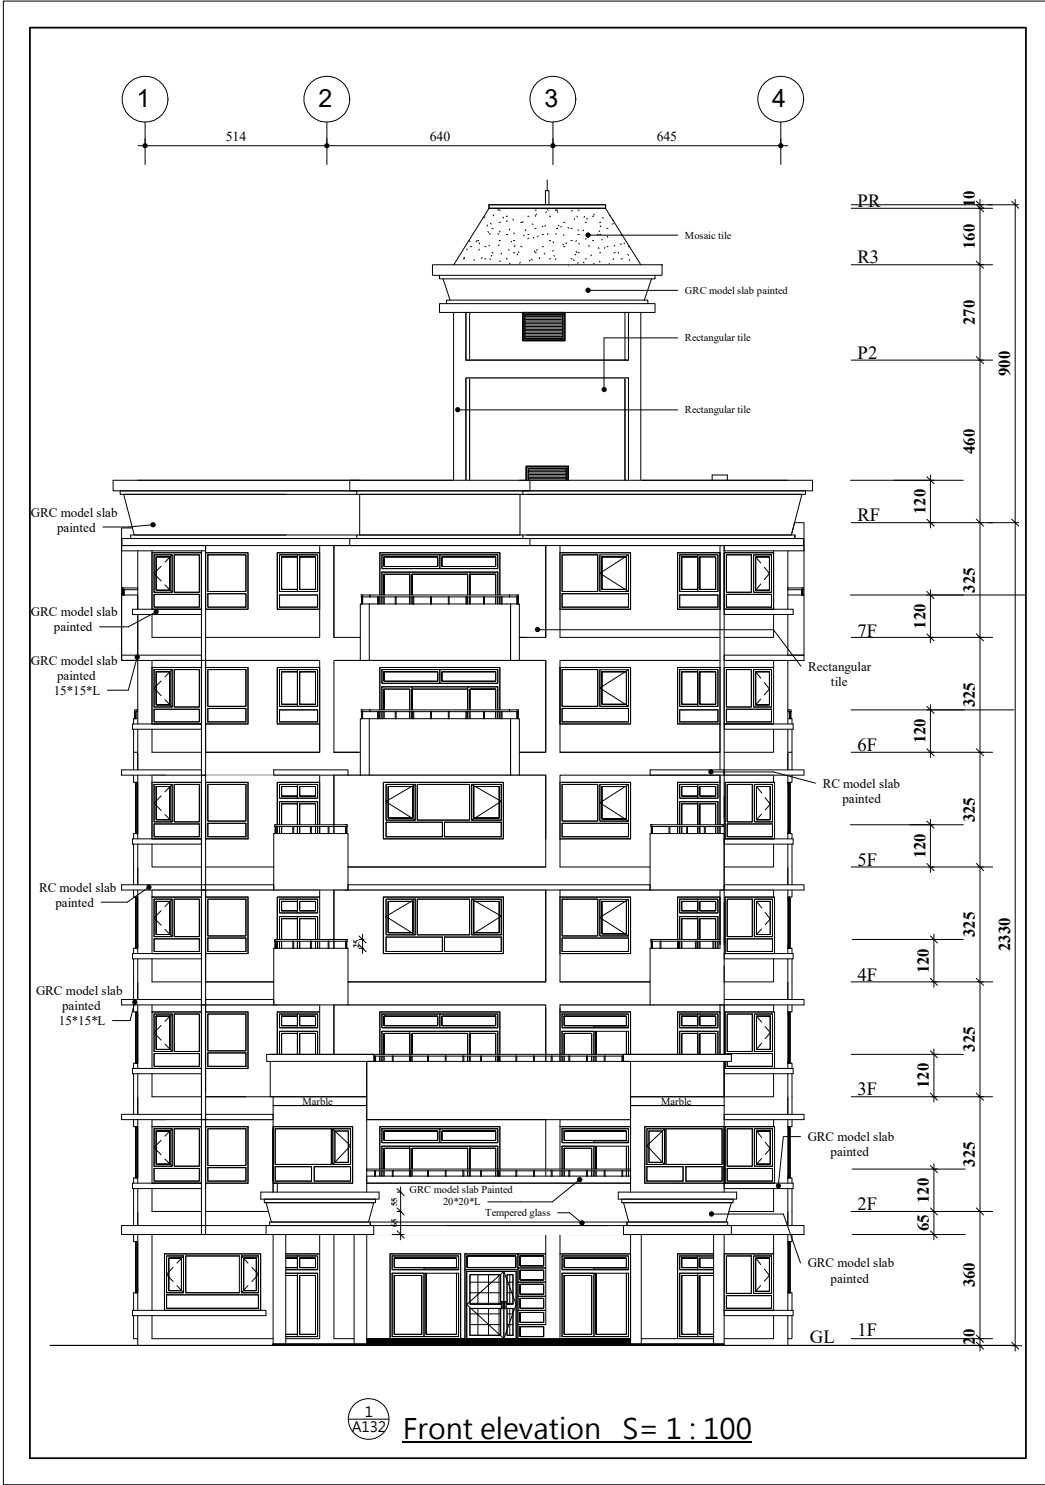 1
2
3
4
514
640
645
PR
10
Mosaic tile
160
R3
GRC model slab painted
270
Rectangular tile
P2
900
Rectangular tile
460
GRC model slab
painted
120
RF
325
GRC model slab
painted
120
7F
GRC model slab
painted
15*15*L
Rectangular
tile
325
120
6F
RC model slab
painted
325
120
5F
RC model slab
painted
325
2330
25
120
4F
GRC model slab
painted
15*15*L
325
120
3F
Marble
Marble
GRC model slab
painted
325
120
GRC model slab Painted
20*20*L
55
2F
Tempered glass
65
65
GRC model slab
painted
360
1F
GL
20
1
A132
Front elevation S= 1 : 100